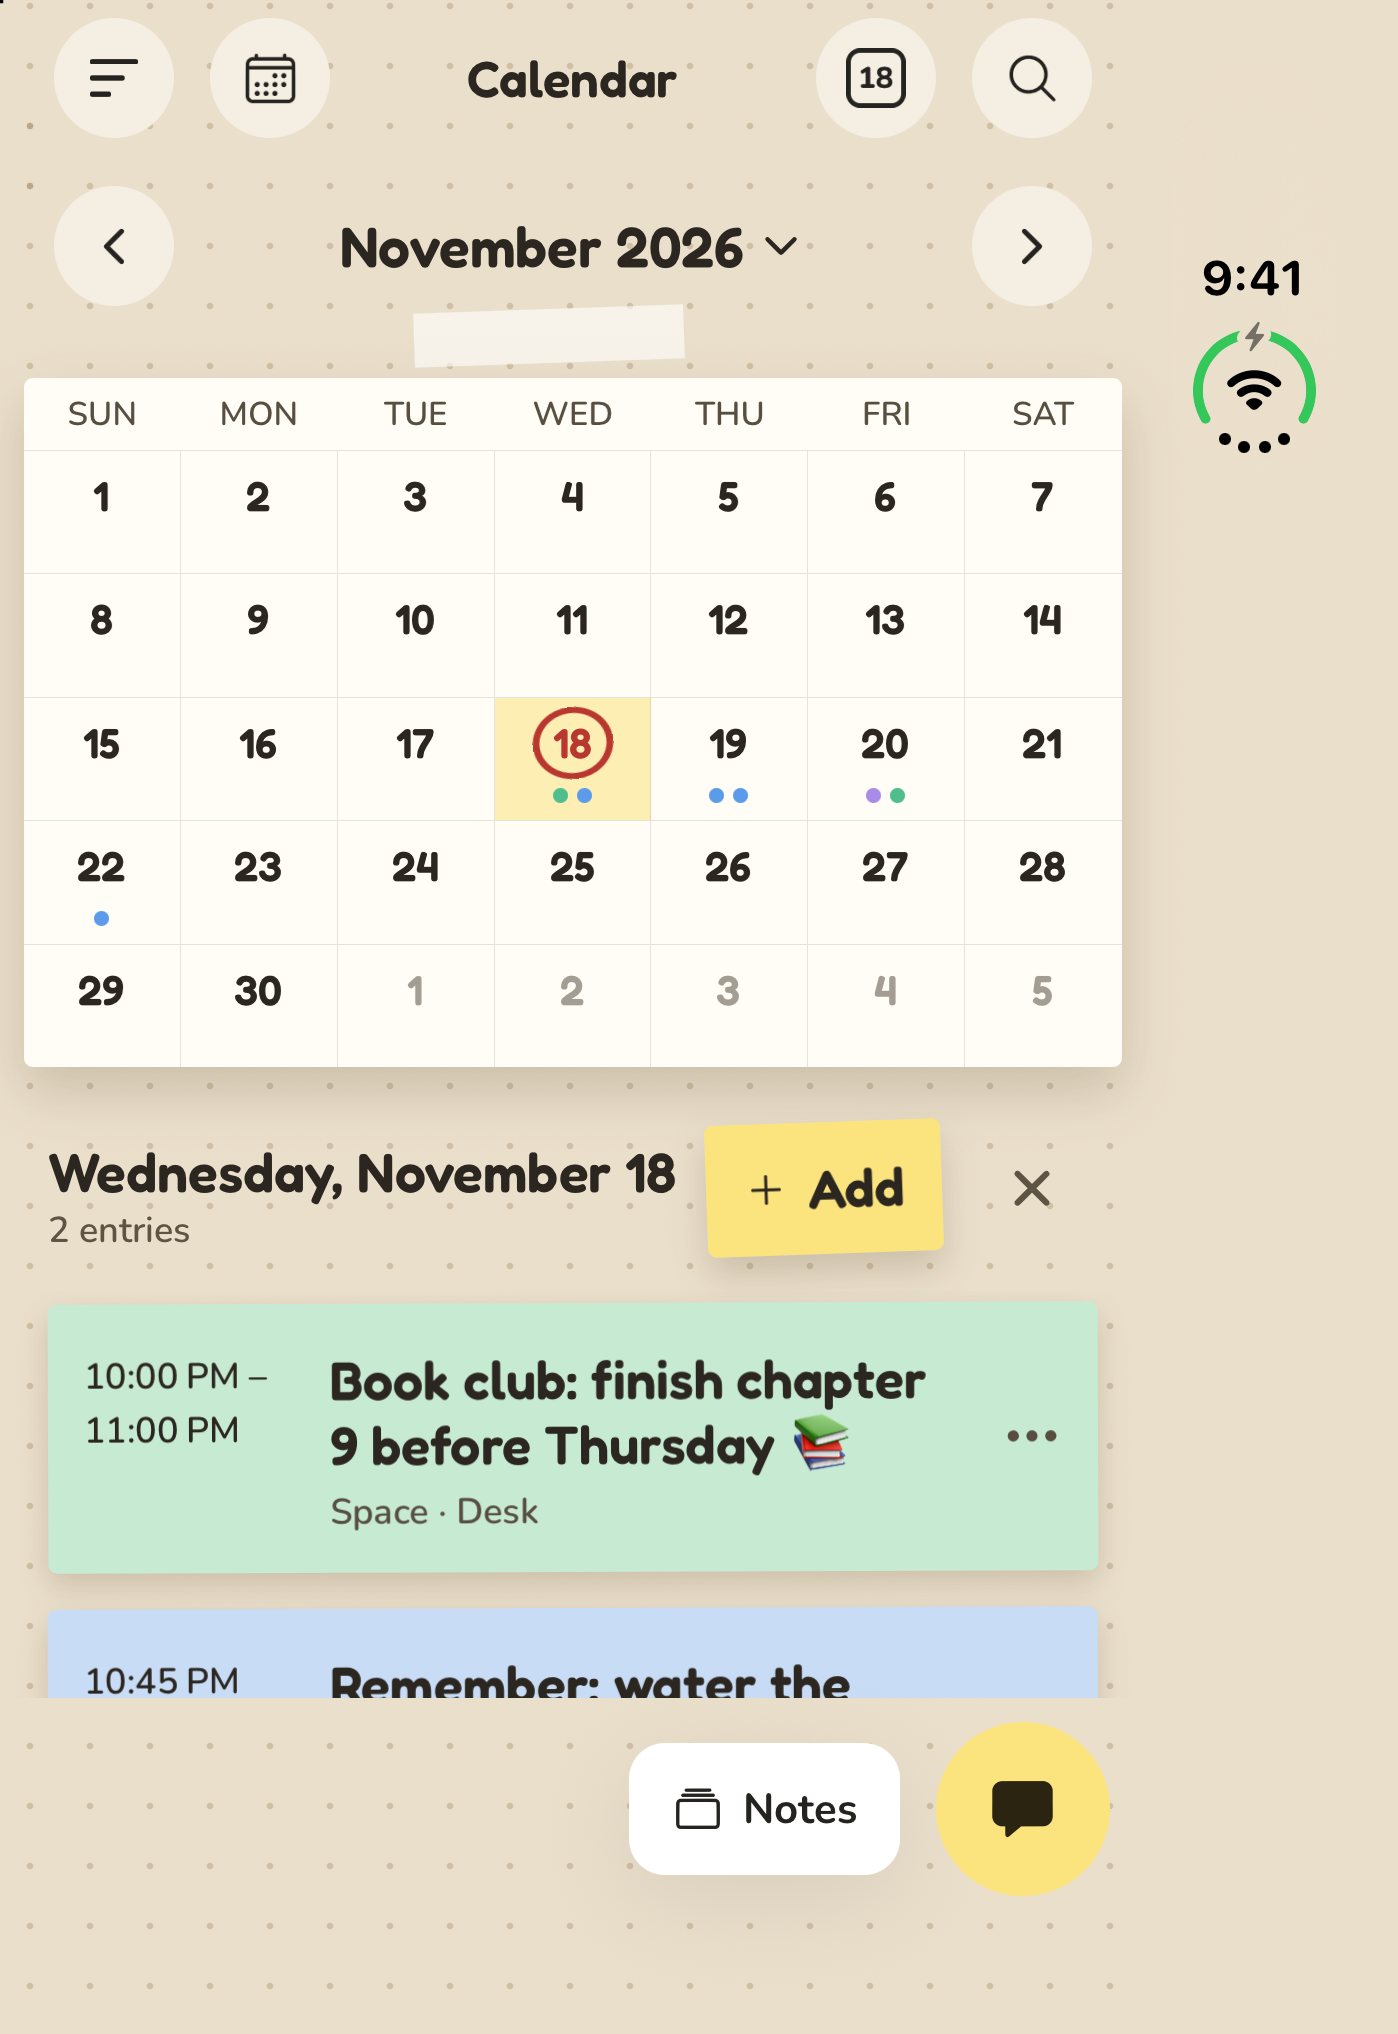 Calendar
18
November 2026
9:41
SUN MON TUE WED THU FRI SAT
1 2 3 4 5 6 7
8 9 10 11 12 13 14
15 16 17 18 19 20 21
22 23 24 25 26 27 28
29 30 1 2 3 4 5
Wednesday, November 18
2 entries
+ Add
10:00 PM –
11:00 PM
Book club: finish chapter
9 before Thursday 📚
Space · Desk
10:45 PM
Remember: water the
Notes